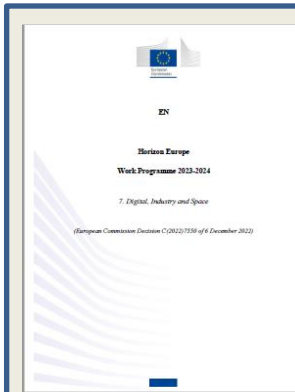 EN
Horizon Europe
Work Programme 2023-2024
7. Digital, Industry and Space
(European Commission Decision C(2022)7550 of 6 December 2022)